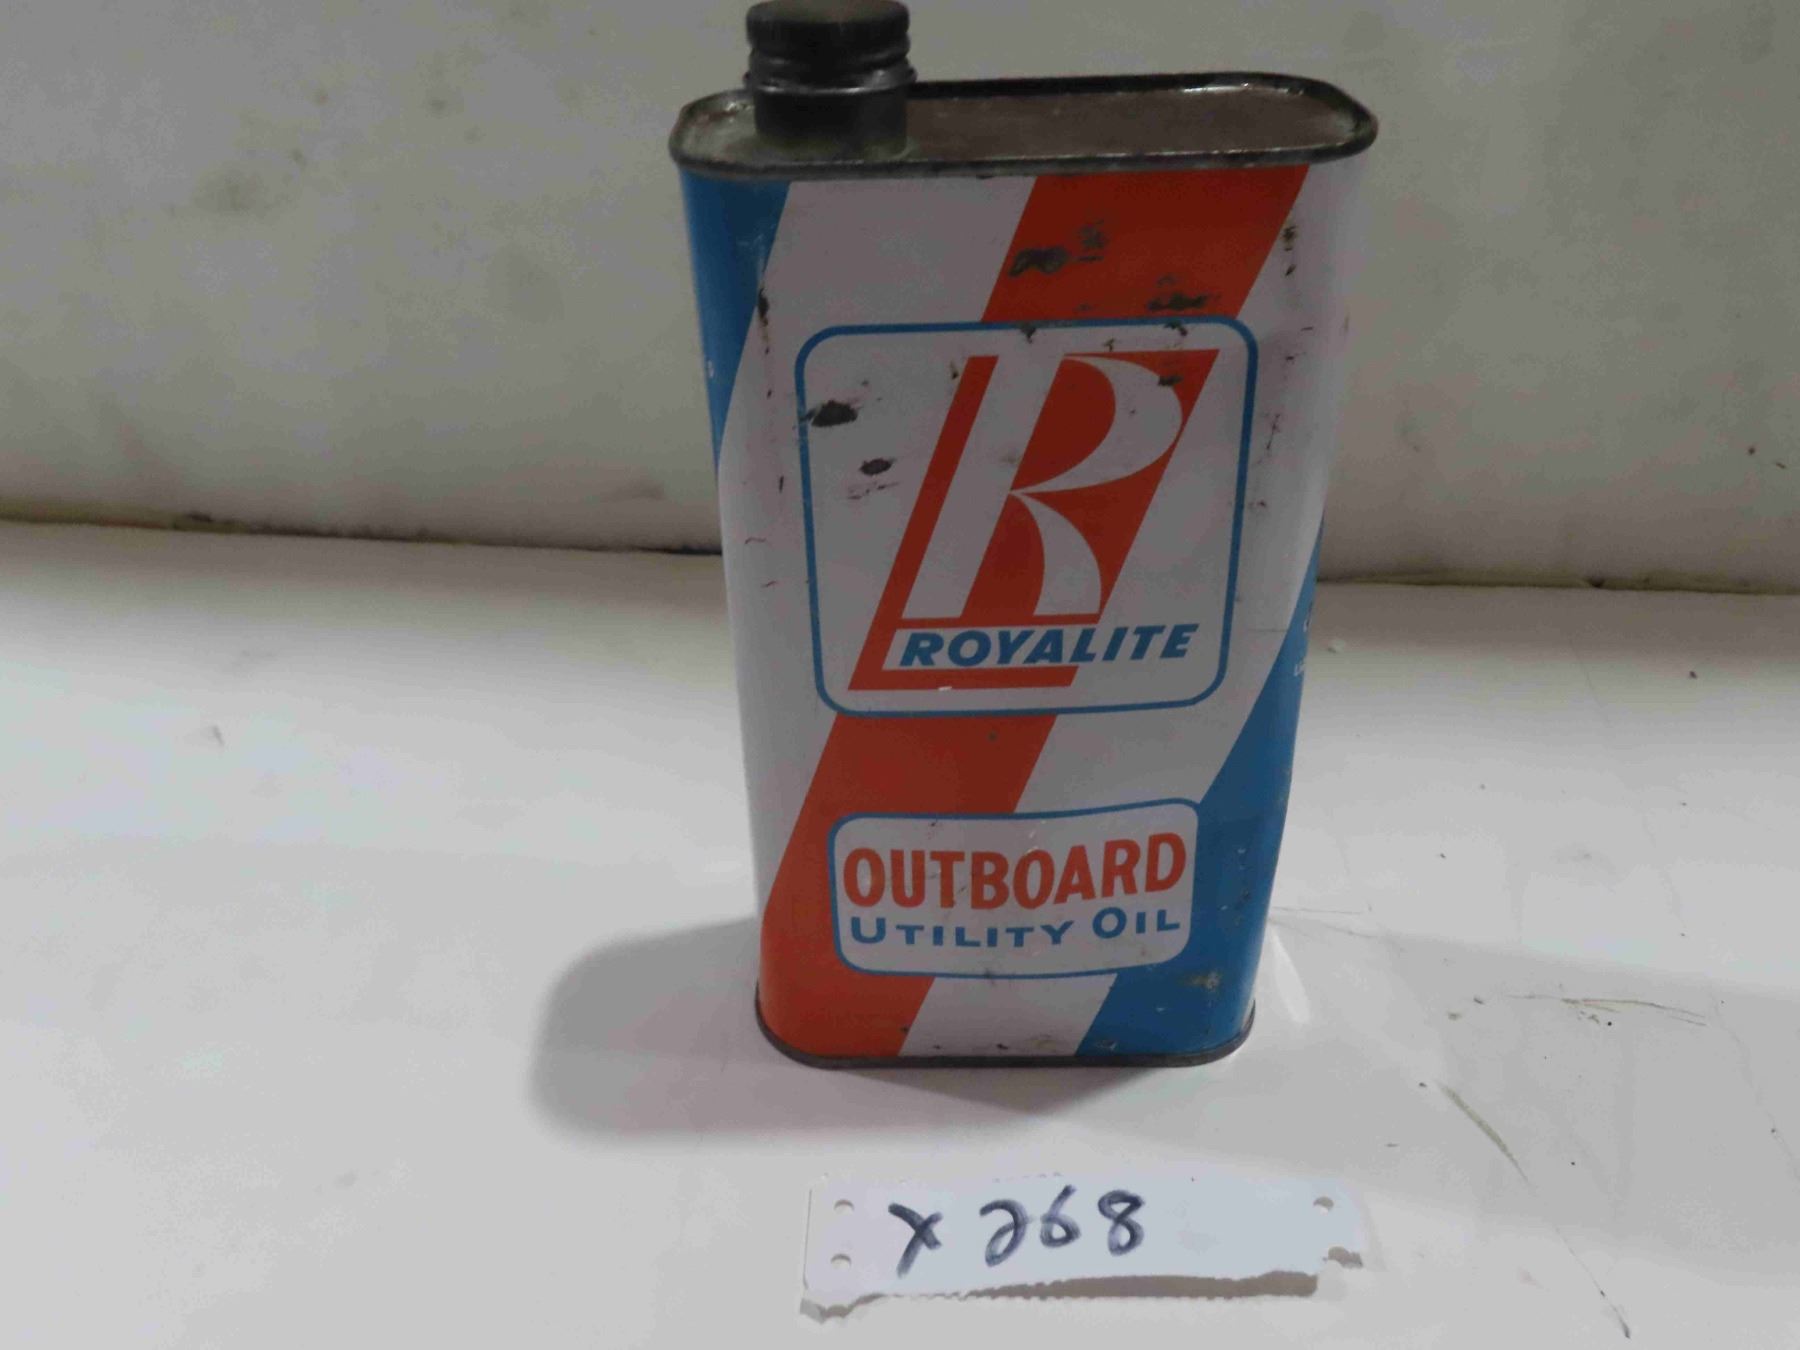 R
ROYALITE
OUTBOARD
UTILITY OIL
X268